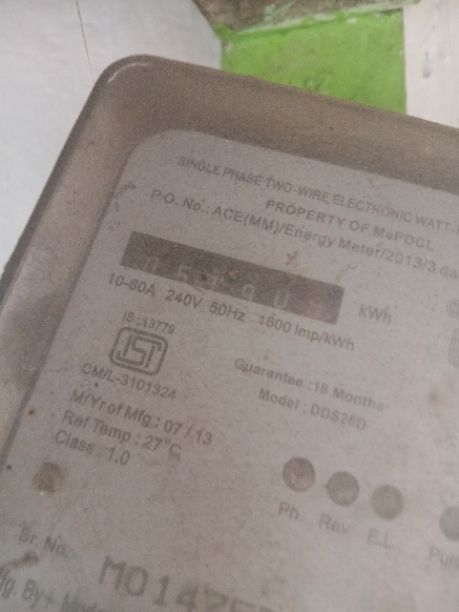 SINGLE PHASE TWO-WIRE ELECTRONIC WATT-
PROPERTY OF MePDCL
P.O. No.: ACE(MM)/Energy Meter/2013/3 da
kWh
10-60A 240V 50Hz 1600 imp/kWh
IS:13779
CM/L-3101324
Guarantee : 18 Months
Model : DDS26D
M/Yr of Mfg : 07 / 13
Ref Temp : 27°C
Class : 1.0
Ph Rev E.L.
Sr. No.